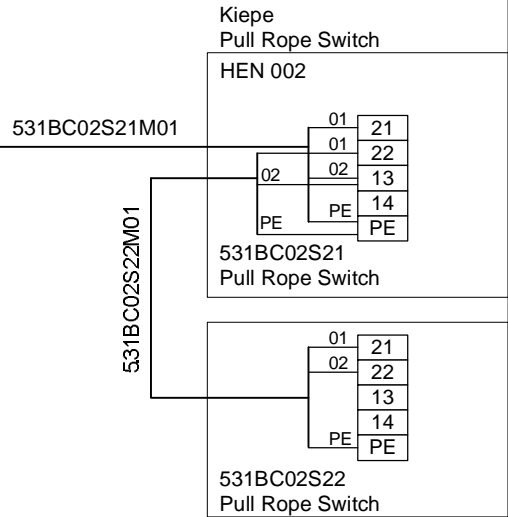 Kiepe
Pull Rope Switch
HEN 002
531BC02S21M01
01 21
01 22
02 02 13
14
PE PE PE
531BC02S21
Pull Rope Switch
531BC02S22M01
01 21
02 22
13
14
PE PE
531BC02S22
Pull Rope Switch